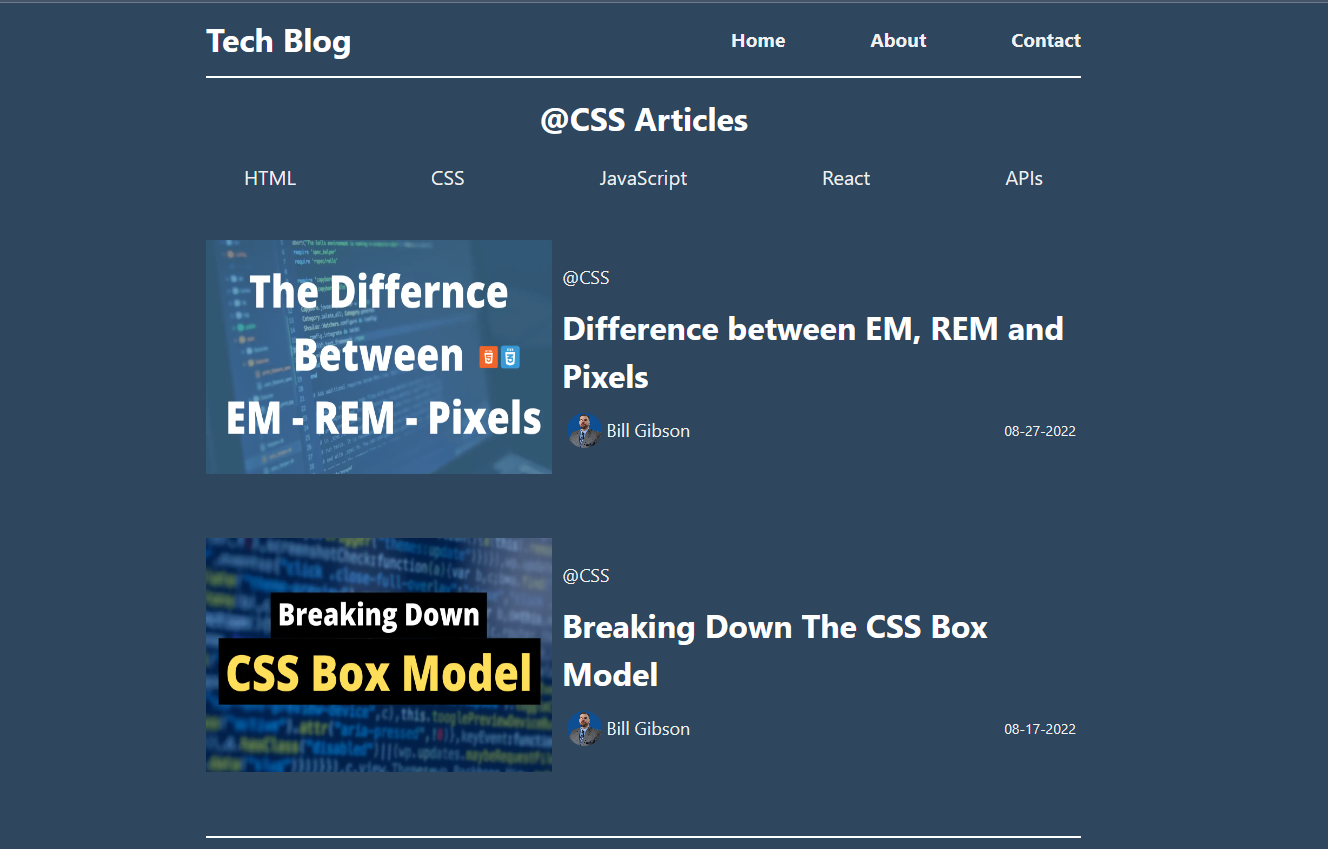 Tech Blog Home About Contact
@CSS Articles
HTML CSS JavaScript React APIs
The Differnce
Between
EM - REM - Pixels
@CSS
Difference between EM, REM and
Pixels
Bill Gibson 08-27-2022
Breaking Down
CSS Box Model
@CSS
Breaking Down The CSS Box
Model
Bill Gibson 08-17-2022